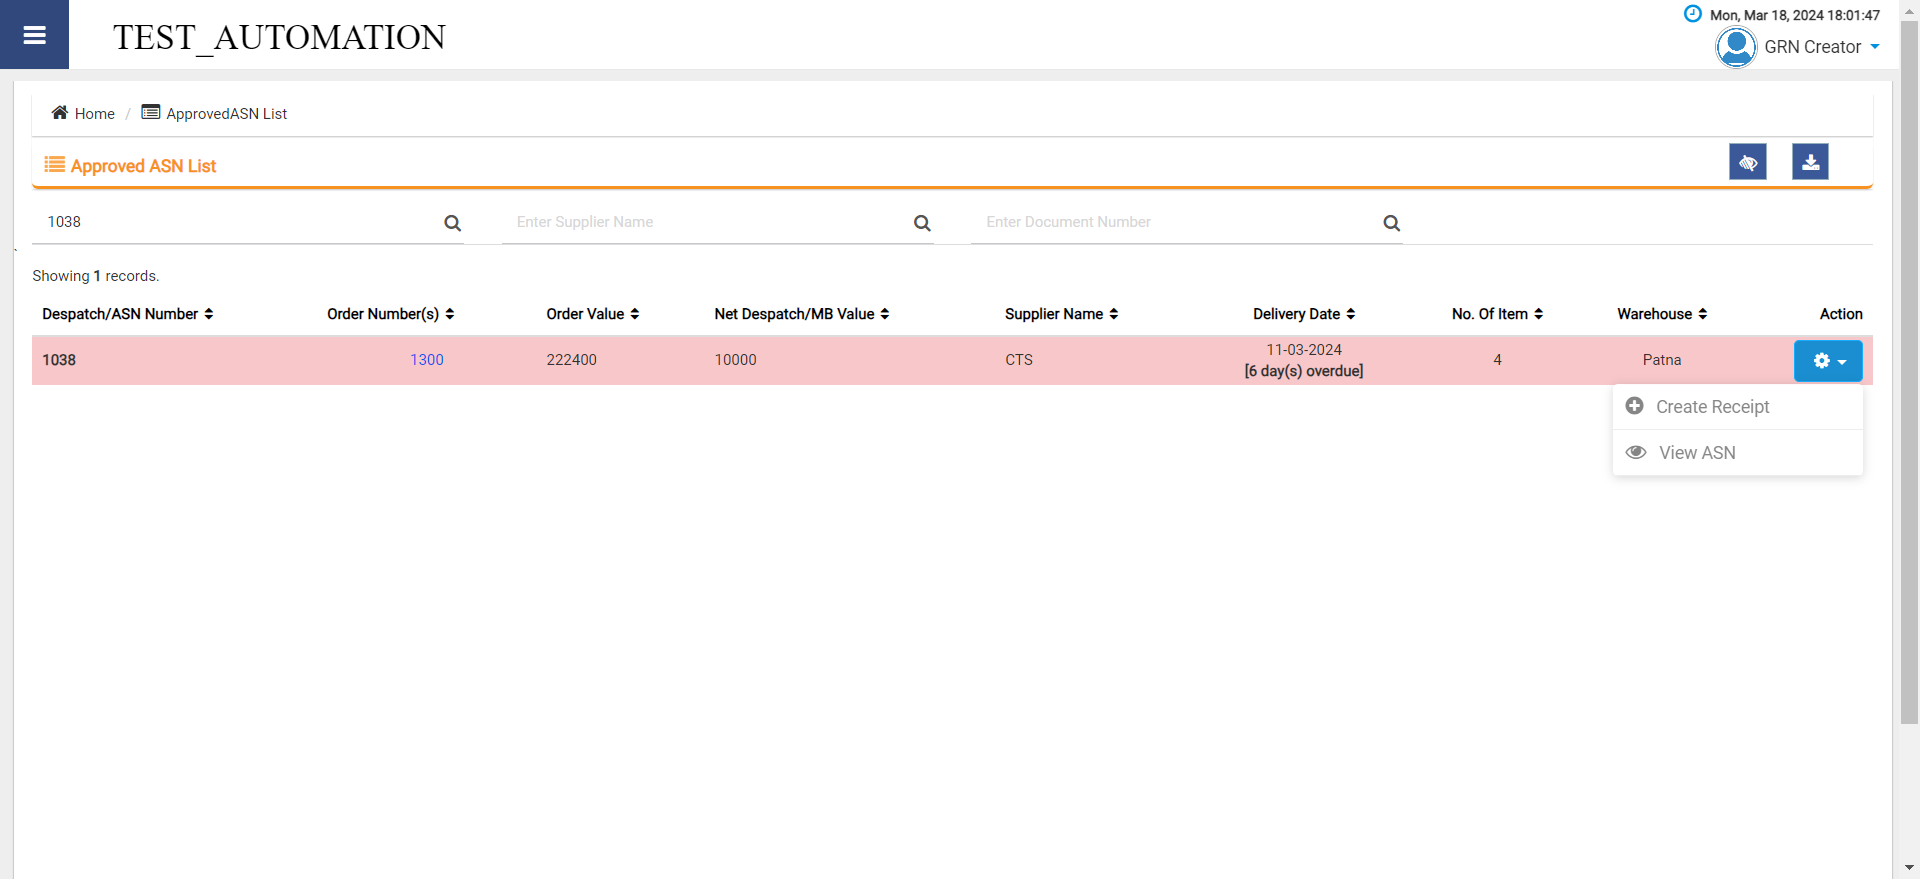 TEST_AUTOMATION
Mon, Mar 18, 2024 18:01:47
GRN Creator
Home / ApprovedASN List
Approved ASN List
1038
Enter Supplier Name
Enter Document Number
Showing 1 records.
Despatch/ASN Number Order Number(s) Order Value Net Despatch/MB Value Supplier Name Delivery Date No. Of Item Warehouse Action
1038 1300 222400 10000 CTS 11-03-2024 4 Patna
[6 day(s) overdue]
Create Receipt
View ASN